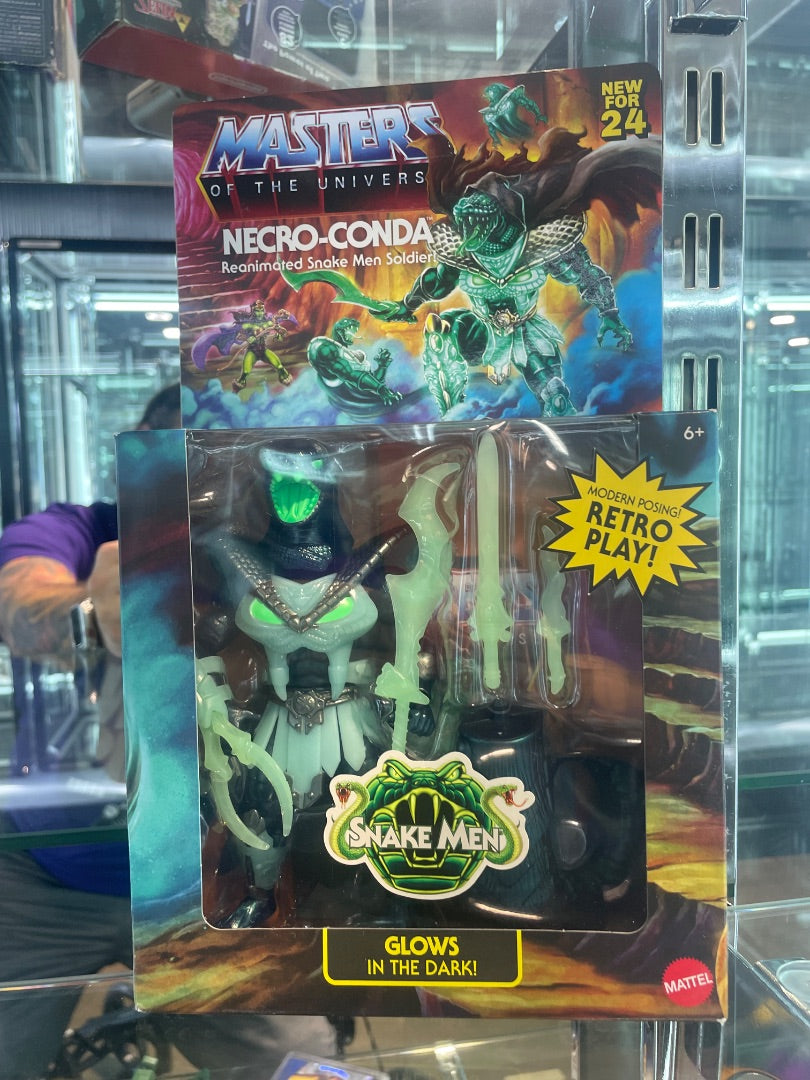 NEW
FOR
24
MASTERS
OF THE UNIVERS
NECRO-CONDA™
Reanimated Snake Men Soldier
6+
MODERN POSING!
RETRO
PLAY!
SNAKE MEN
GLOWS
IN THE DARK!
MATTEL